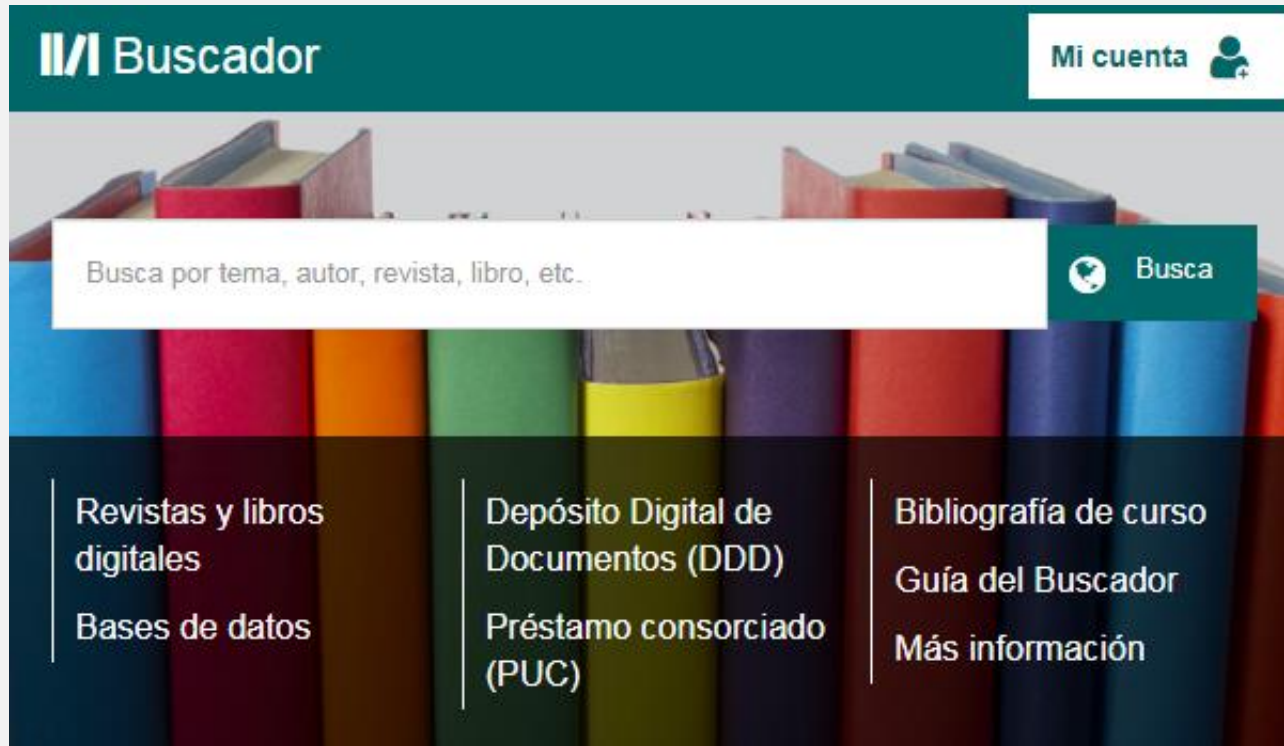 Buscador
Mi cuenta
Busca por tema, autor, revista, libro, etc.
Busca
Revistas y libros
digitales
Bases de datos
Depósito Digital de
Documentos (DDD)
Préstamo consorciado
(PUC)
Bibliografía de curso
Guía del Buscador
Más información